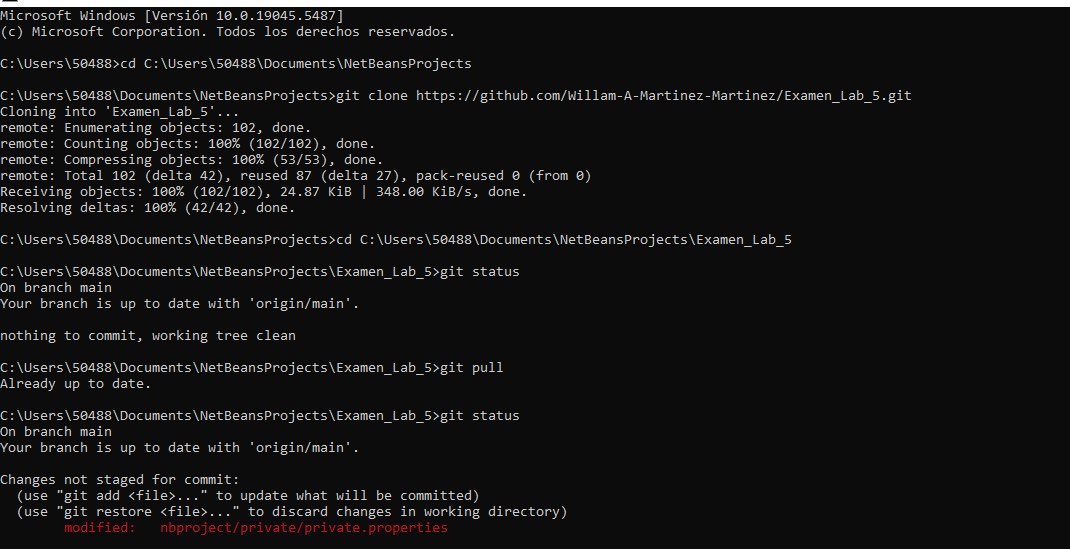 Microsoft Windows [Versión 10.0.19045.5487]
(c) Microsoft Corporation. Todos los derechos reservados.
C:\Users\50488>cd C:\Users\50488\Documents\NetBeansProjects
C:\Users\50488\Documents\NetBeansProjects>git clone https://github.com/Willam-A-Martinez-Martinez/Examen_Lab_5.git
Cloning into 'Examen_Lab_5'...
remote: Enumerating objects: 102, done.
remote: Counting objects: 100% (102/102), done.
remote: Compressing objects: 100% (53/53), done.
remote: Total 102 (delta 42), reused 87 (delta 27), pack-reused 0 (from 0)
Receiving objects: 100% (102/102), 24.87 KiB | 348.00 KiB/s, done.
Resolving deltas: 100% (42/42), done.
C:\Users\50488\Documents\NetBeansProjects>cd C:\Users\50488\Documents\NetBeansProjects\Examen_Lab_5
C:\Users\50488\Documents\NetBeansProjects\Examen_Lab_5>git status
On branch main
Your branch is up to date with 'origin/main'.
nothing to commit, working tree clean
C:\Users\50488\Documents\NetBeansProjects\Examen_Lab_5>git pull
Already up to date.
C:\Users\50488\Documents\NetBeansProjects\Examen_Lab_5>git status
On branch main
Your branch is up to date with 'origin/main'.
Changes not staged for commit:
(use "git add <file>..." to update what will be committed)
(use "git restore <file>..." to discard changes in working directory)
modified: nbproject/private/private.properties